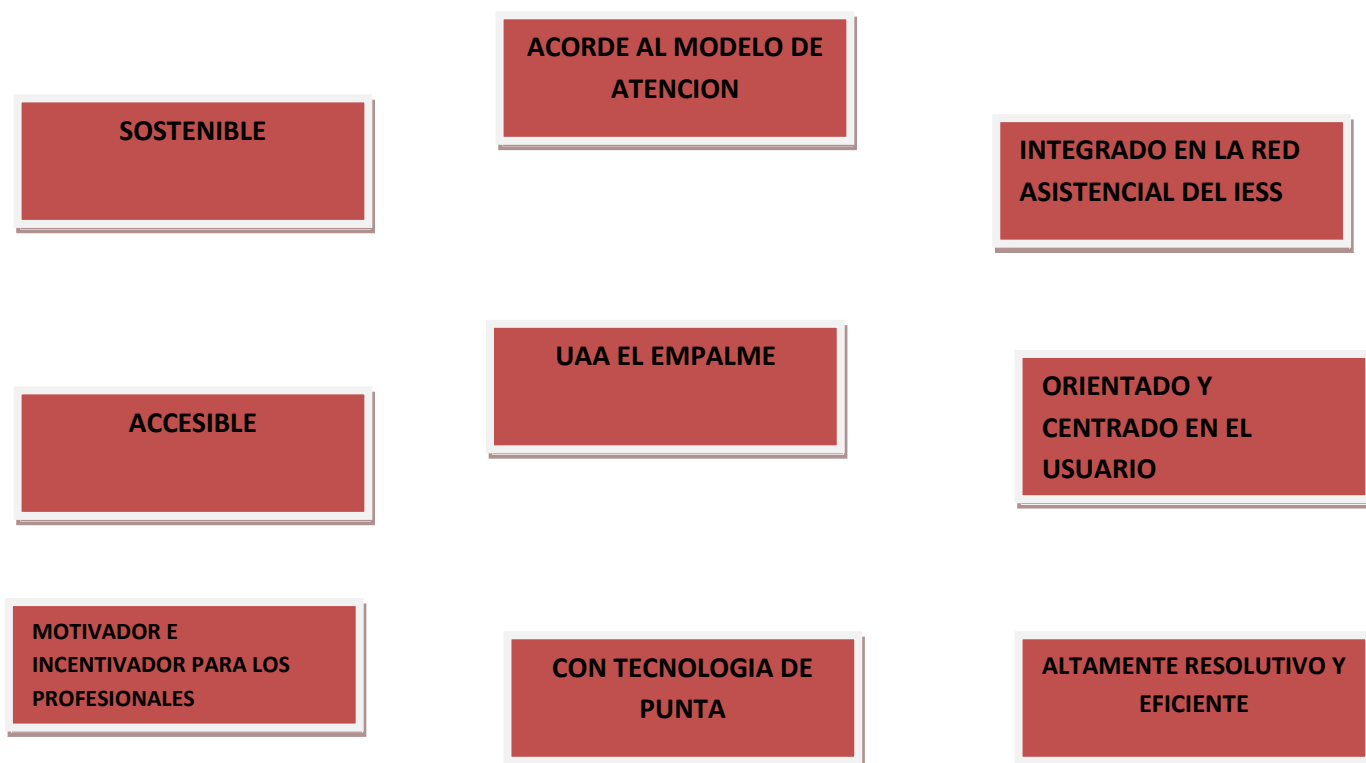 ACORDE AL MODELO DE
ATENCION
SOSTENIBLE
INTEGRADO EN LA RED
ASISTENCIAL DEL IESS
UAA EL EMPALME
ACCESIBLE
ORIENTADO Y
CENTRADO EN EL
USUARIO
MOTIVADOR E
INCENTIVADOR PARA LOS
PROFESIONALES
CON TECNOLOGIA DE
PUNTA
ALTAMENTE RESOLUTIVO Y
EFICIENTE